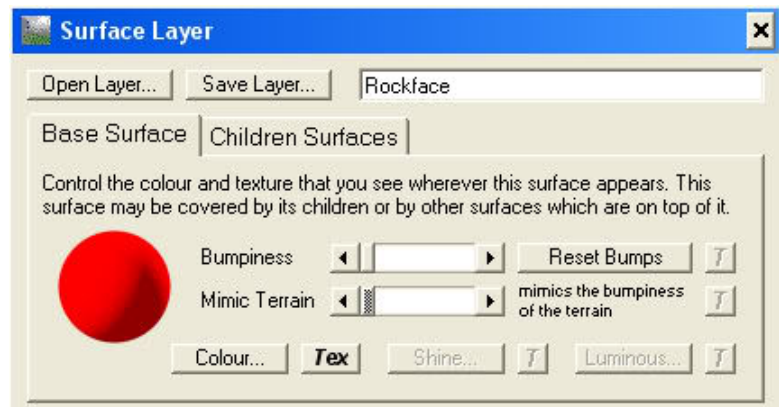 Surface Layer
Open Layer... Save Layer... Rockface
Base Surface Children Surfaces
Control the colour and texture that you see wherever this surface appears. This
surface may be covered by its children or by other surfaces which are on top of it.
Bumpiness Reset Bumps T
Mimic Terrain mimics the bumpiness
of the terrain T
Colour... Tex Shine... T Luminous... T